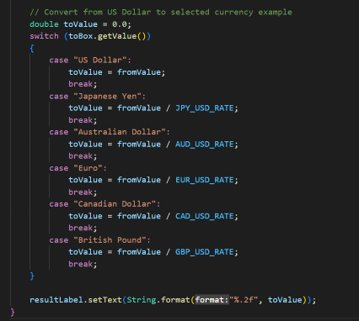 // Convert from US Dollar to selected currency example
double toValue = 0.0;
switch (toBox.getValue())
{
case "US Dollar":
toValue = fromValue;
break;
case "Japanese Yen":
toValue = fromValue / JPY_USD_RATE;
break;
case "Australian Dollar":
toValue = fromValue / AUD_USD_RATE;
break;
case "Euro":
toValue = fromValue / EUR_USD_RATE;
break;
case "Canadian Dollar":
toValue = fromValue / CAD_USD_RATE;
break;
case "British Pound":
toValue = fromValue / GBP_USD_RATE;
break;
}
resultLabel.setText(String.format(format:"%.2f", toValue));
}